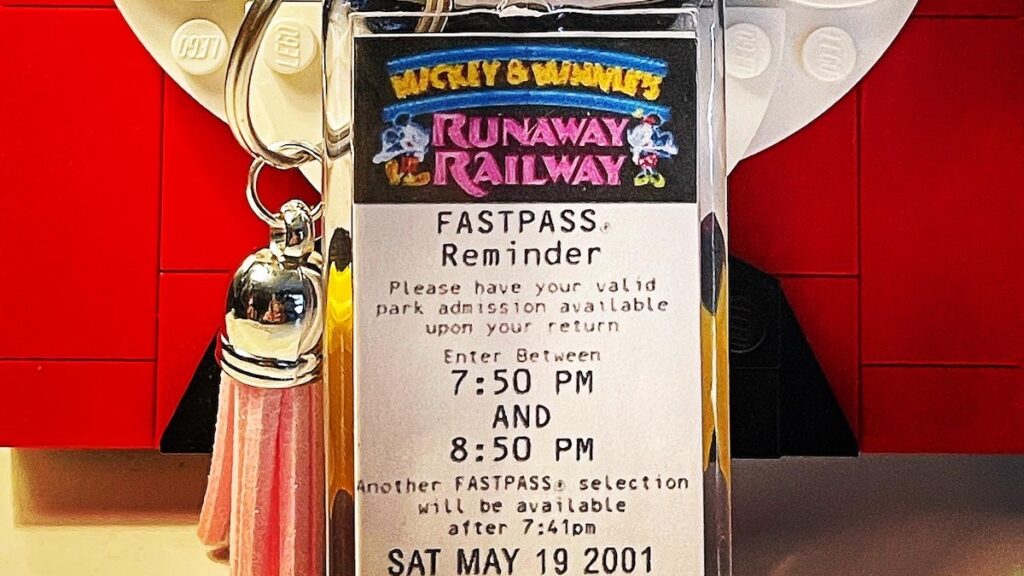 LEGO
LEGO
LEGO
LEGO
MICKEY & MINNIE'S
RUNAWAY
RAILWAY
FASTPASS®
Reminder
Please have your valid
park admission available
upon your return
Enter Between
7:50 PM
AND
8:50 PM
Another FASTPASS® selection
will be available
after 7:41pm
SAT MAY 19 2001